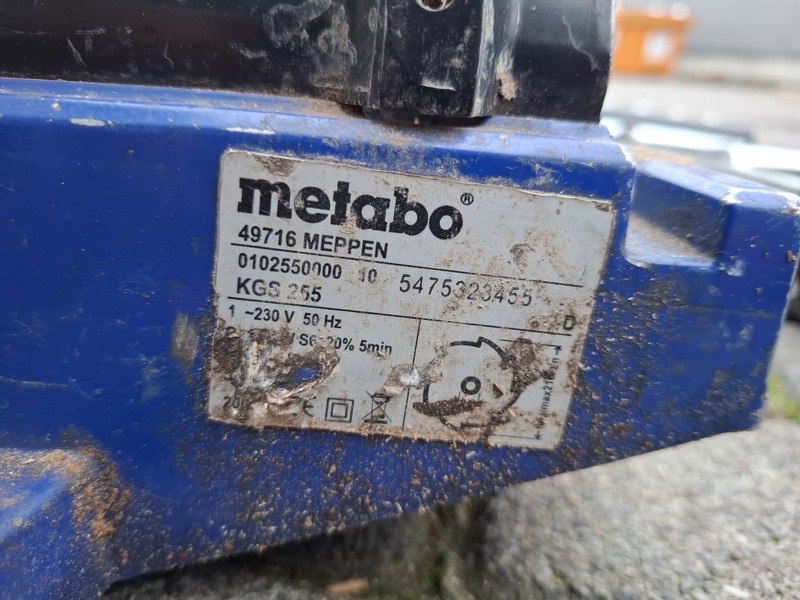 metabo®
49716 MEPPEN
0102550000 10 5475323455
KGS 255
D
1 ~230 V 50 Hz
S6 20% 5min